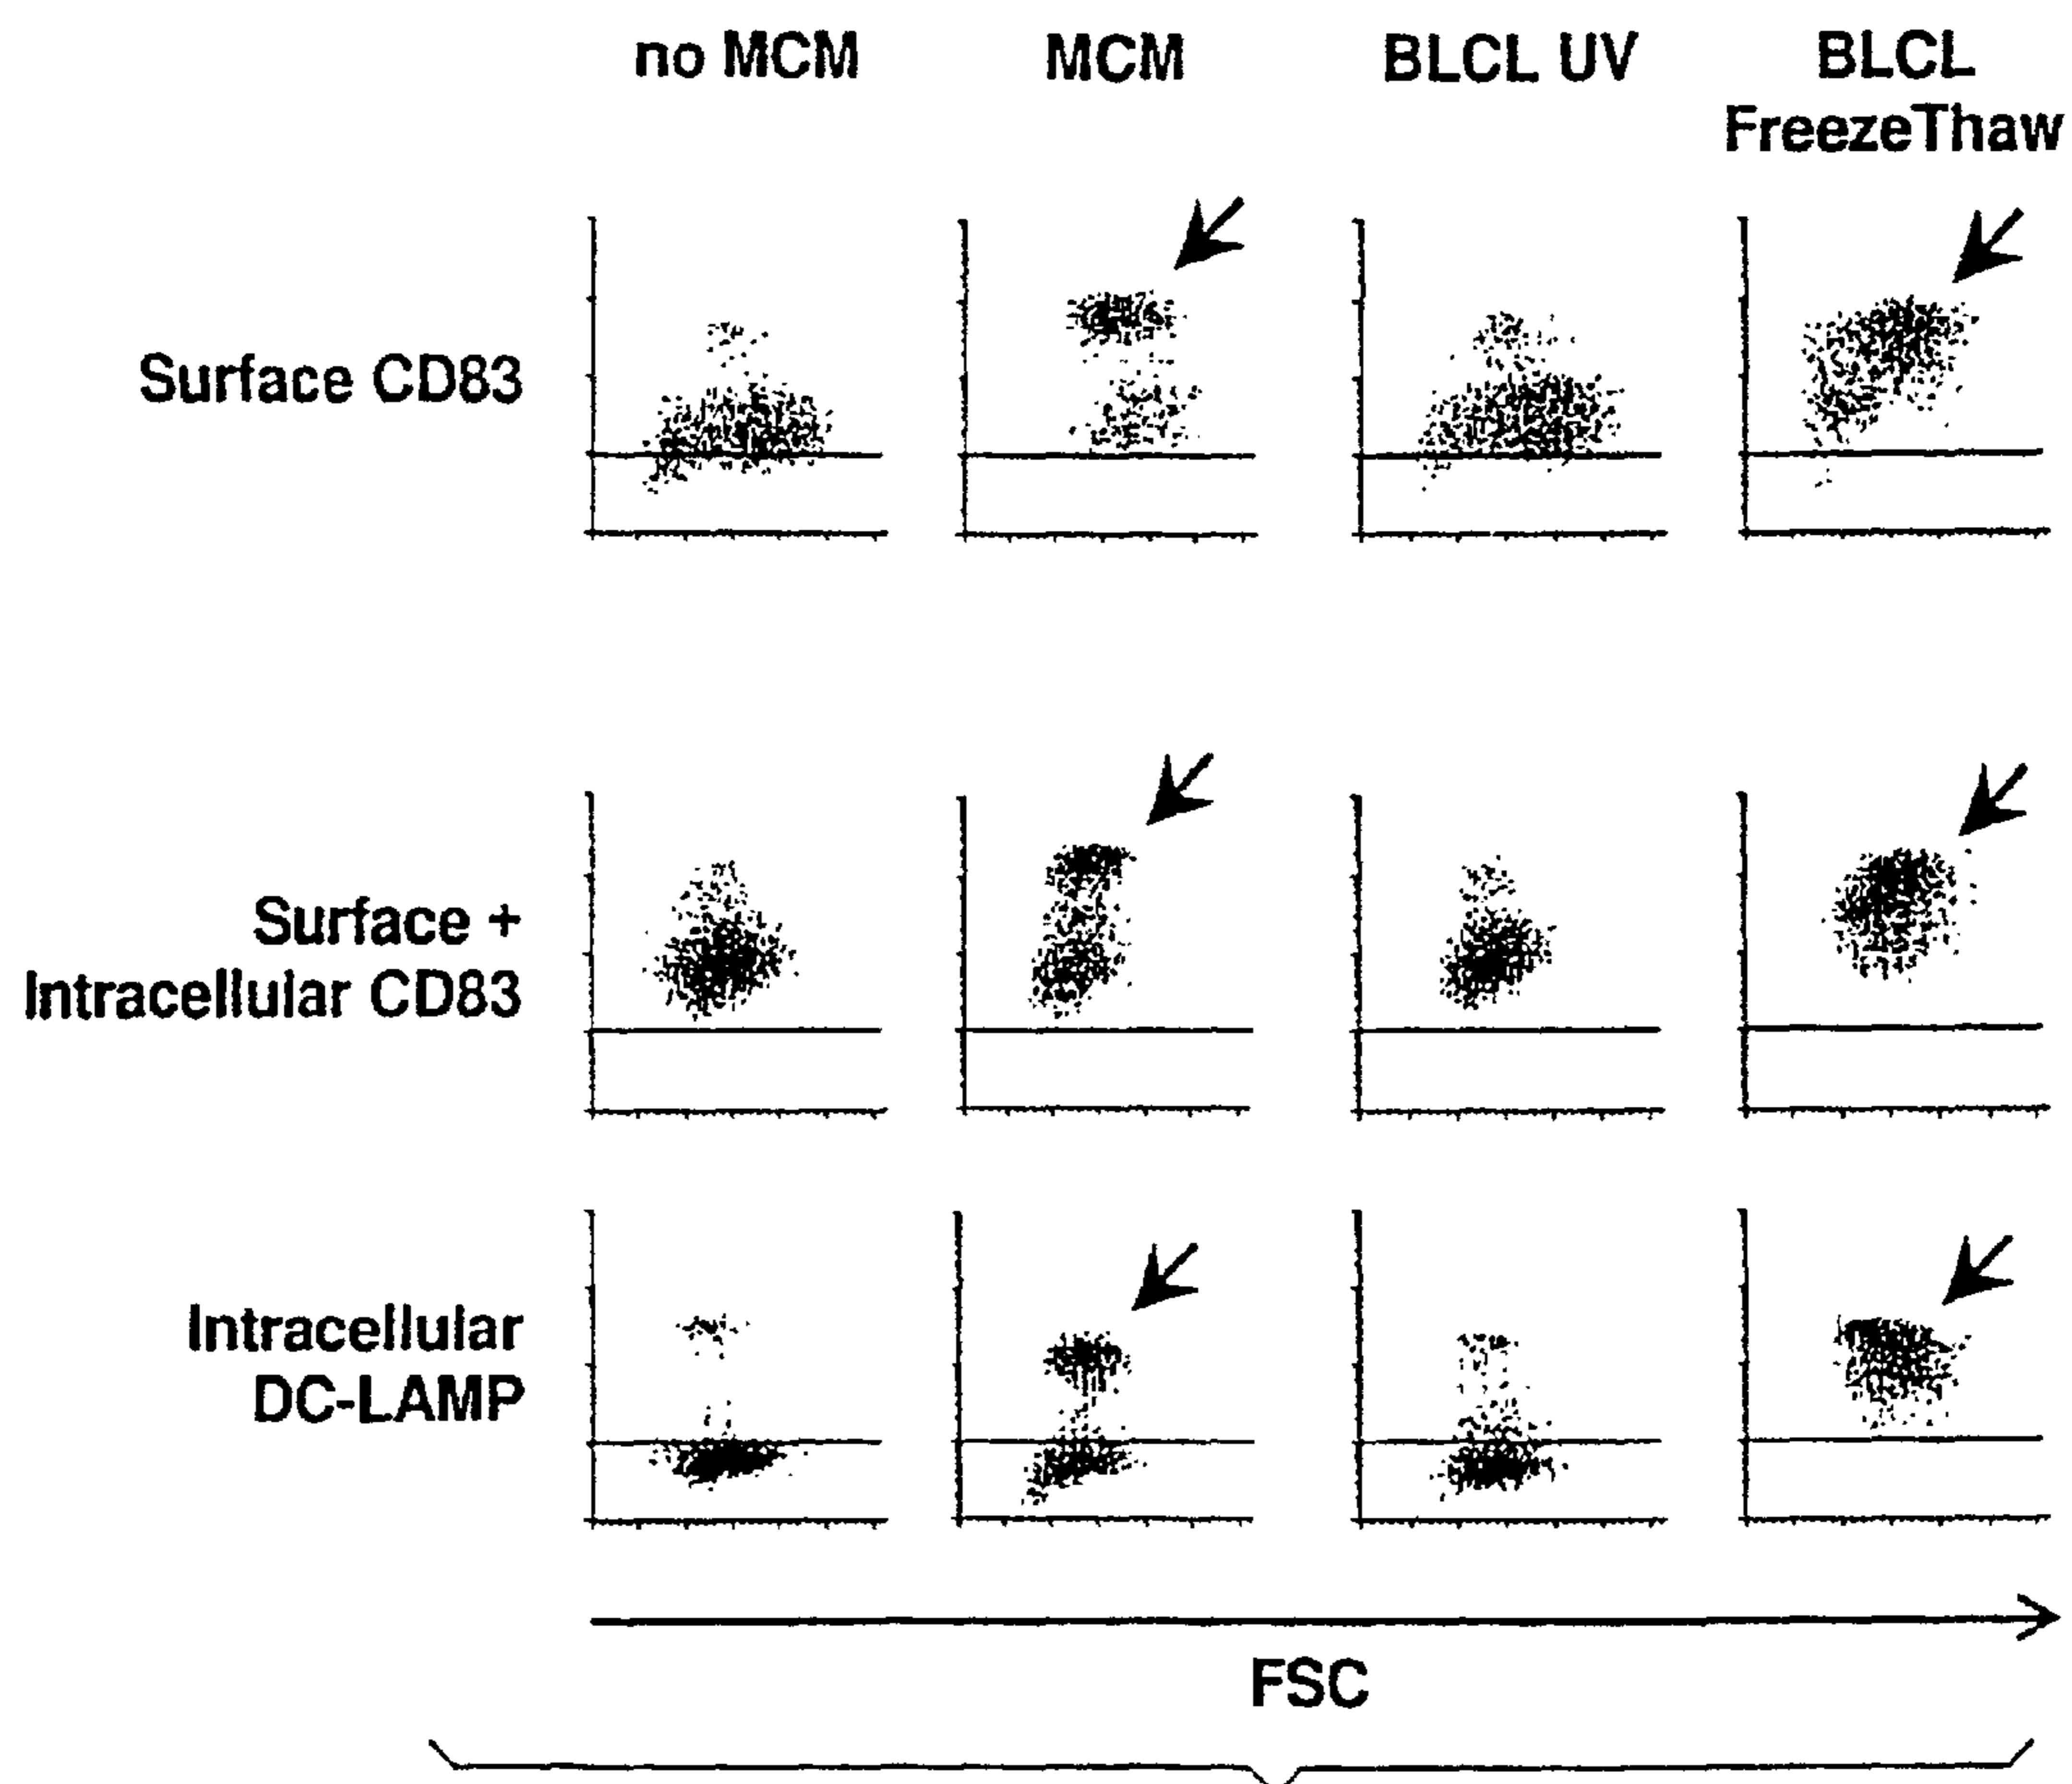 no MCM
MCM
BLCL UV
BLCL
FreezeThaw
Surface CD83
Surface +
Intracellular CD83
Intracellular
DC-LAMP
FSC